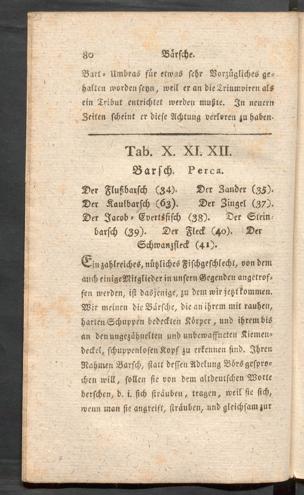 80 Bärsche.
Bart-Umbras für etwas sehr Vorzügliches ge-
halten worden seyn, weil er an die Triumviren als
ein Tribut entrichtet werden mußte. In neuern
Zeiten scheint er diese Achtung verloren zu haben.
Tab. X. XI. XII.
Barsch. Perca.
Der Flußbarsch (34). Der Zander (35).
Der Kaulbarsch (63). Der Zingel (37).
Der Jacob-Evertsfisch (38). Der Stein-
barsch (39). Der Fleck (40). Der
Schwanzfleck (41).
Ein zahlreiches, nützliches Fischgeschlecht, von dem
auch einige Mitglieder in unsern Gegenden angetrof-
fen werden, ist dasjenige, zu dem wir jetzt kommen.
Wir meinen die Bärsche, die an ihrem mit rauhen,
harten Schuppen bedeckten Körper, und ihrem bis
an den ungezähnelten und unbewaffneten Kiemen-
deckel, schuppenlosen Kopf zu erkennen sind. Ihren
Nahmen Barsch, statt dessen Adelung Börs gespro-
chen will, sollen sie von dem altdeutschen Worte
berschen, d. i. sich sträuben, tragen, weil sie sich,
wenn man sie angreift, sträuben, und gleichsam zur